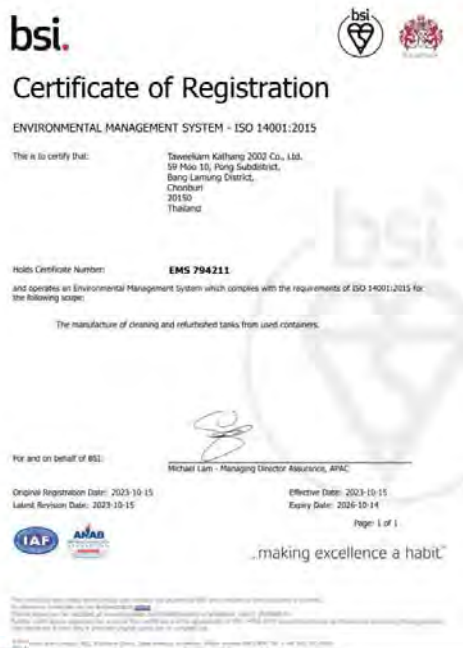 bsi.
bsi
Certificate of Registration
ENVIRONMENTAL MANAGEMENT SYSTEM - ISO 14001:2015
This is to certify that:
Taweekarn Kathang 2002 Co., Ltd.
59 Moo 10, Pong Subdistrict,
Bang Lamung District,
Chonburi
20150
Thailand
Holds Certificate Number:
EMS 794211
and operates an Environmental Management System which complies with the requirements of ISO 14001:2015 for
the following scope:
The manufacture of cleaning and refurbished tanks from used containers.
For and on behalf of BSI:
Michael Lam - Managing Director Assurance, APAC
Original Registration Date: 2023-10-15
Effective Date: 2023-10-15
Latest Revision Date: 2023-10-15
Expiry Date: 2026-10-14
Page: 1 of 1
IAF
ANAB
...making excellence a habit.™
bsi